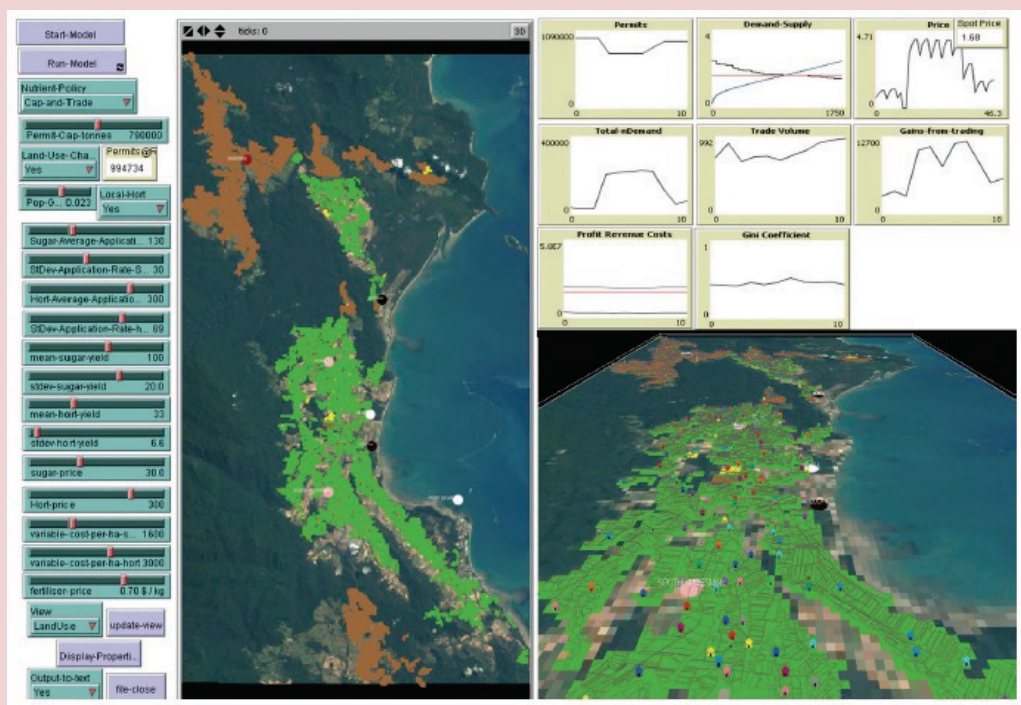 Start-Model
Run-Model
Nutrient-Policy
Cap-and-Trade
Permit-Cap-tonnes 790000
Land-Use-Cha...
Yes
Permits@R
994734
Pop-G... 0.023
Local-Hort
Yes
Sugar-Average-Applicati... 130
StDev-Application-Rate-S... 30
Hort-Average-Applicatio... 300
StDev-Application-Rate-h... 69
mean-sugar-yield 100
stdev-sugar-yield 20.0
mean-hort-yield 33
stdev-hort-yield 6.6
sugar-price 30.0
Hort-price 380
variable-cost-per-ha-s... 1600
variable-cost-per-ha-hort 3000
fertiliser-price 0.70 $/kg
View
LandUse
update-view
Display-Properti...
Output-to-text
Yes
file-close
ticks: 0
3D
Permits
1090000
0
0 10
Demand-Supply
4
0
0 1750
Price
Spot Price
1.68
4.71
0
0 46.3
Total-nDemand
400000
0
0 10
Trade Volume
992
0
0 10
Gains-from-trading
12700
0
0 10
Profit Revenue Costs
5.0E7
0
0 10
Gini Coefficient
1
0
0 10